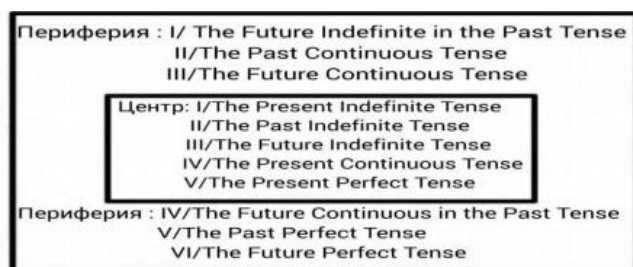 Периферия : I/ The Future Indefinite in the Past Tense
II/The Past Continuous Tense
III/The Future Continuous Tense
Центр: I/The Present Indefinite Tense
II/The Past Indefinite Tense
III/The Future Indefinite Tense
IV/The Present Continuous Tense
V/The Present Perfect Tense
Периферия : IV/The Future Continuous in the Past Tense
V/The Past Perfect Tense
VI/The Future Perfect Tense